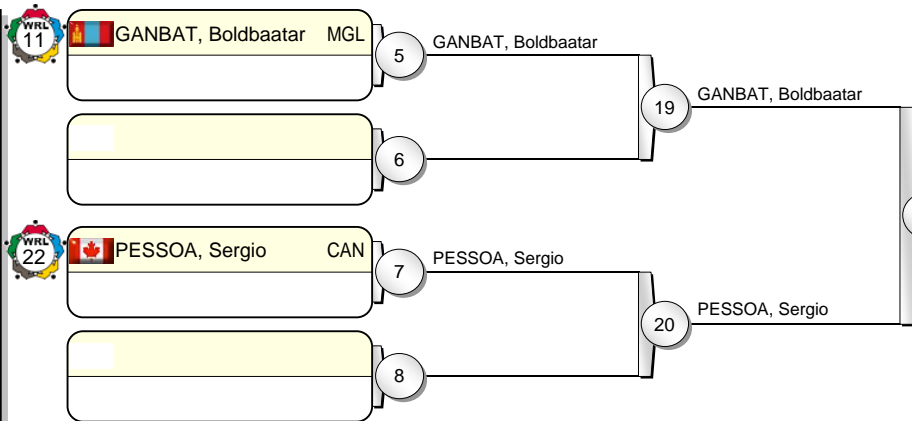 WRL
11
GANBAT, Boldbaatar MGL
5
GANBAT, Boldbaatar
19
GANBAT, Boldbaatar
6
WRL
22
PESSOA, Sergio CAN
7
PESSOA, Sergio
20
PESSOA, Sergio
8